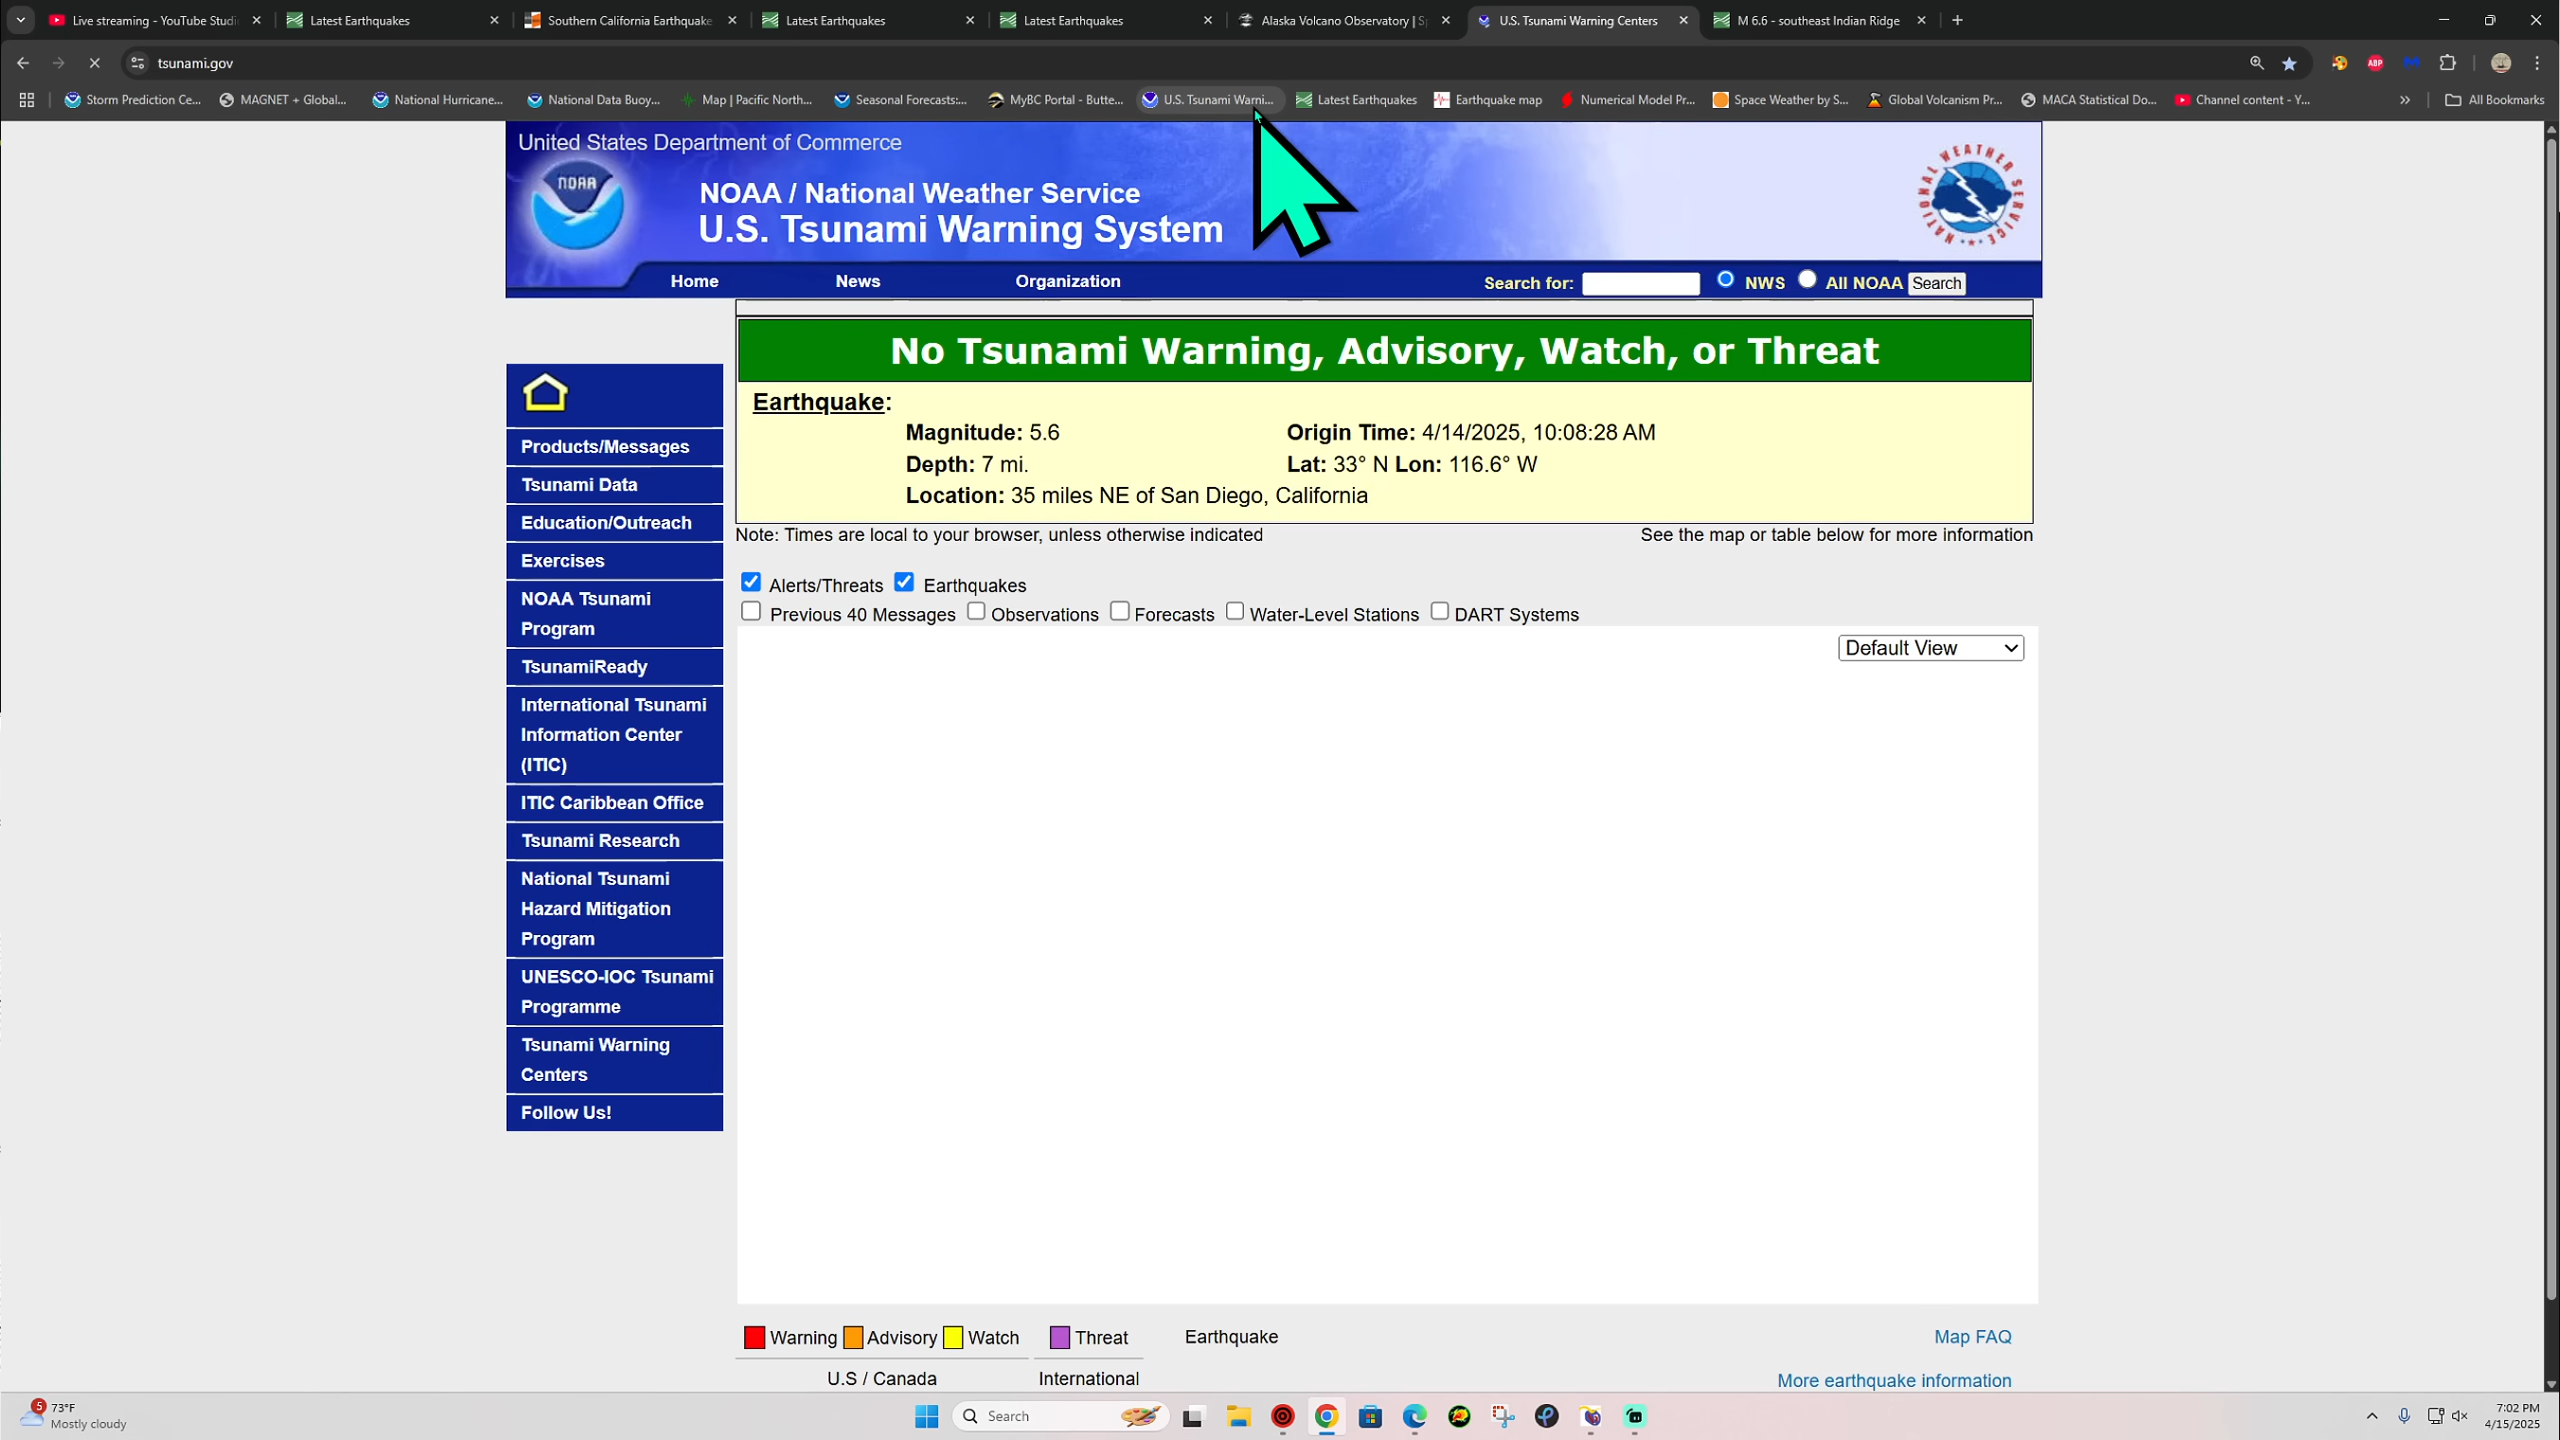 Live streaming - YouTube Studi
Latest Earthquakes
Southern California Earthquake
Latest Earthquakes
Latest Earthquakes
Alaska Volcano Observatory | Sp
U.S. Tsunami Warning Centers
M 6.6 - southeast Indian Ridge
tsunami.gov
ABP
Storm Prediction Ce...
MAGNET + Global...
National Hurricane...
National Data Buoy...
Map | Pacific North...
Seasonal Forecasts:...
MyBC Portal - Butte...
U.S. Tsunami Warni...
Latest Earthquakes
Earthquake map
Numerical Model Pr...
Space Weather by S...
Global Volcanism Pr...
MACA Statistical Do...
Channel content - Y...
All Bookmarks
United States Department of Commerce
NOAA
NOAA / National Weather Service
U.S. Tsunami Warning System
NATIONAL WEATHER SERVICE
Home News Organization
Search for: NWS All NOAA Search
No Tsunami Warning, Advisory, Watch, or Threat
Earthquake:
Magnitude: 5.6 Origin Time: 4/14/2025, 10:08:28 AM
Depth: 7 mi. Lat: 33° N Lon: 116.6° W
Location: 35 miles NE of San Diego, California
Note: Times are local to your browser, unless otherwise indicated See the map or table below for more information
Alerts/Threats Earthquakes
Previous 40 Messages Observations Forecasts Water-Level Stations DART Systems
Default View
Products/Messages
Tsunami Data
Education/Outreach
Exercises
NOAA Tsunami
Program
TsunamiReady
International Tsunami
Information Center
(ITIC)
ITIC Caribbean Office
Tsunami Research
National Tsunami
Hazard Mitigation
Program
UNESCO-IOC Tsunami
Programme
Tsunami Warning
Centers
Follow Us!
Warning Advisory Watch Threat Earthquake Map FAQ
U.S / Canada International More earthquake information
5
73°F
Mostly cloudy
Search
7:02 PM
4/15/2025